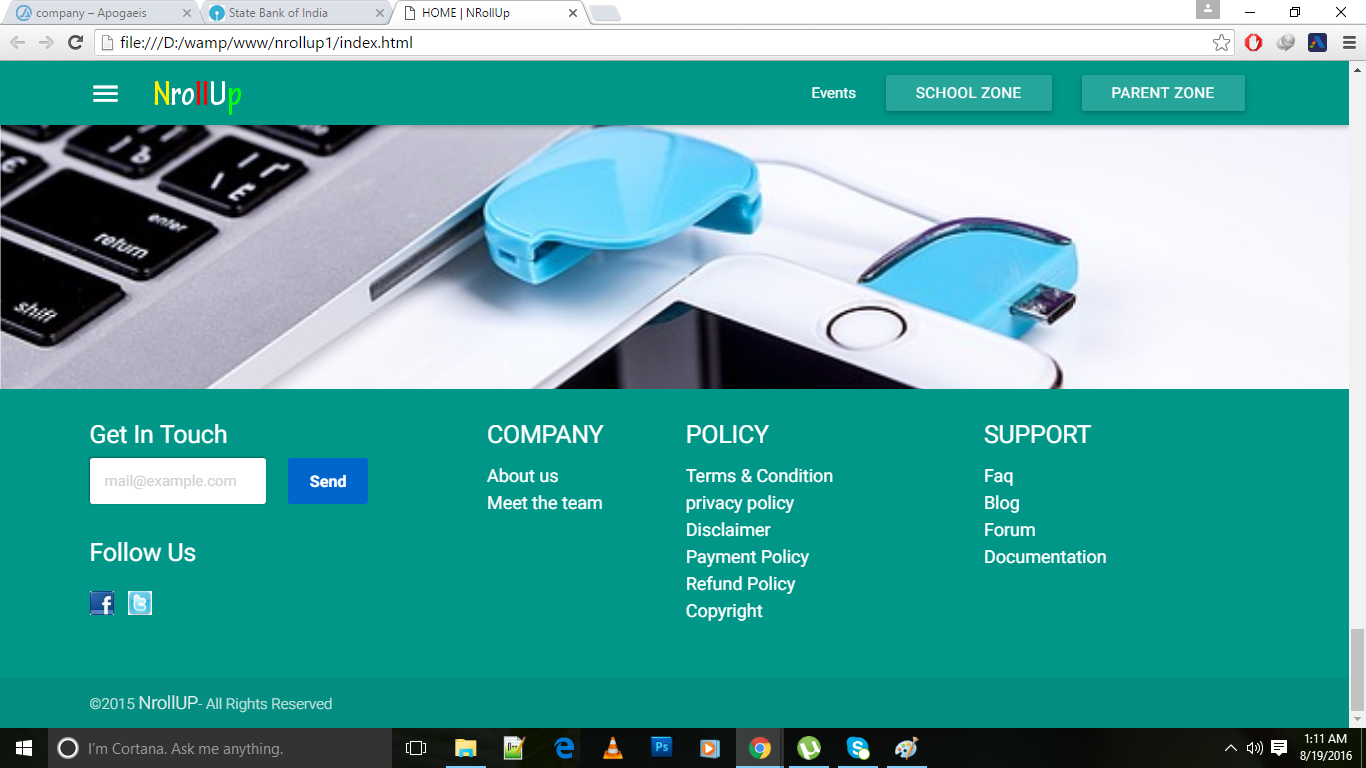 company – Apogaeis
State Bank of India
HOME | NRollUp
file:///D:/wamp/www/nrollup1/index.html
NrollUp
Events
SCHOOL ZONE
PARENT ZONE
enter
return
shift
Get In Touch
mail@example.com
Send
Follow Us
COMPANY
About us
Meet the team
POLICY
Terms & Condition
privacy policy
Disclaimer
Payment Policy
Refund Policy
Copyright
SUPPORT
Faq
Blog
Forum
Documentation
©2015 NrollUP- All Rights Reserved
I'm Cortana. Ask me anything.
1:11 AM
8/19/2016